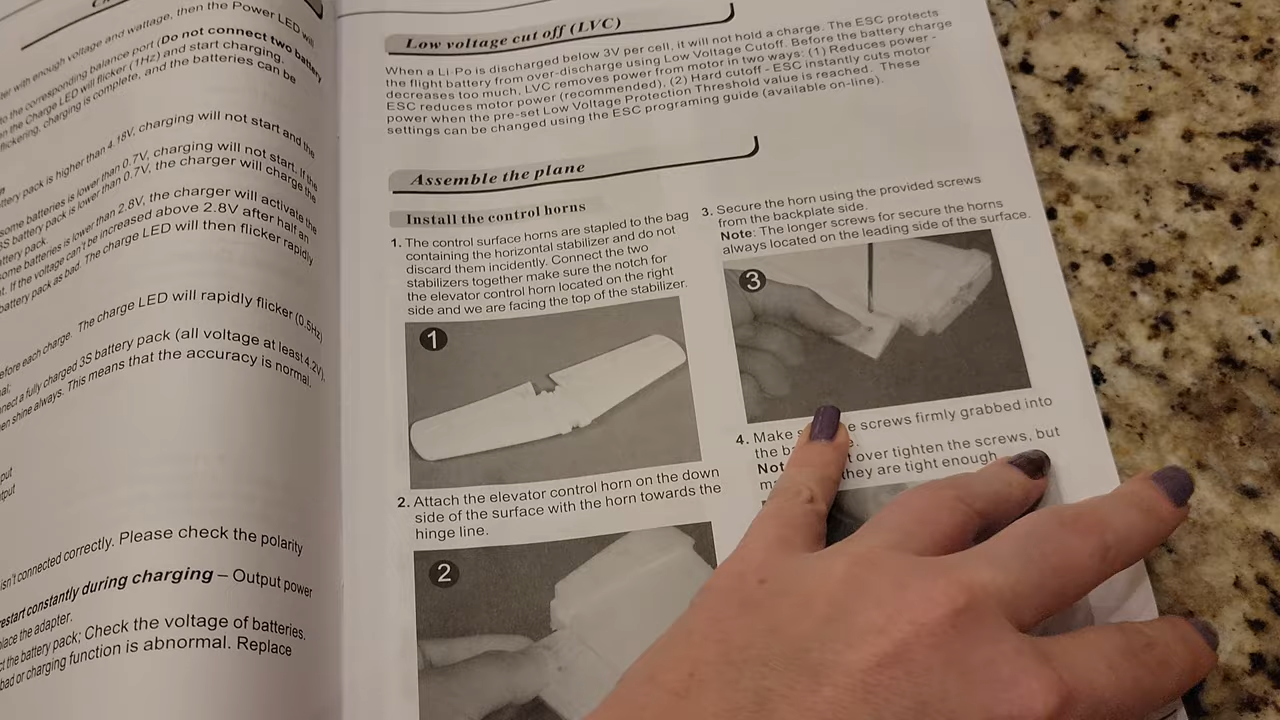 ter with enough voltage and wattage, then the Power LED will
to the corresponding balance port (Do not connect two battery
en the Charge LED will flicker (1Hz) and start charging.
flickering, charging is complete, and the batteries can be
ttery pack is higher than 4.18V, charging will not start and the
some batteries is lower than 0.7V, charging will not start. If the
3S battery pack is lower than 0.7V, the charger will charge the
attery pack.
some batteries is lower than 2.8V, the charger will activate the
t. If the voltage can't be increased above 2.8V after half an
battery pack as bad. The charge LED will then flicker rapidly
efore each charge. The charge LED will rapidly flicker (0.5Hz)
al;
nect a fully charged 3S battery pack (all voltage at least 4.2V),
en shine always. This means that the accuracy is normal.
put
tput
isn't connected correctly. Please check the polarity
restart constantly during charging – Output power
lace the adapter.
ct the battery pack; Check the voltage of batteries.
bad or charging function is abnormal. Replace
Low voltage cut off (LVC)
When a Li-Po is discharged below 3V per cell, it will not hold a charge. The ESC protects
the flight battery from over-discharge using Low Voltage Cutoff. Before the battery charge
decreases too much, LVC removes power from motor in two ways: (1) Reduces power -
ESC reduces motor power (recommended), (2) Hard cutoff - ESC instantly cuts motor
power when the pre-set Low Voltage Protection Threshold value is reached. These
settings can be changed using the ESC programing guide (available on-line).
Assemble the plane
Install the control horns
1. The control surface horns are stapled to the bag
containing the horizontal stabilizer and do not
discard them incidently. Connect the two
stabilizers together make sure the notch for
the elevator control horn located on the right
side and we are facing the top of the stabilizer.
1
2. Attach the elevator control horn on the down
side of the surface with the horn towards the
hinge line.
2
3. Secure the horn using the provided screws
from the backplate side.
Note: The longer screws for secure the horns
always located on the leading side of the surface.
3
4. Make screws firmly grabbed into
the
over tighten the screws, but
they are tight enough